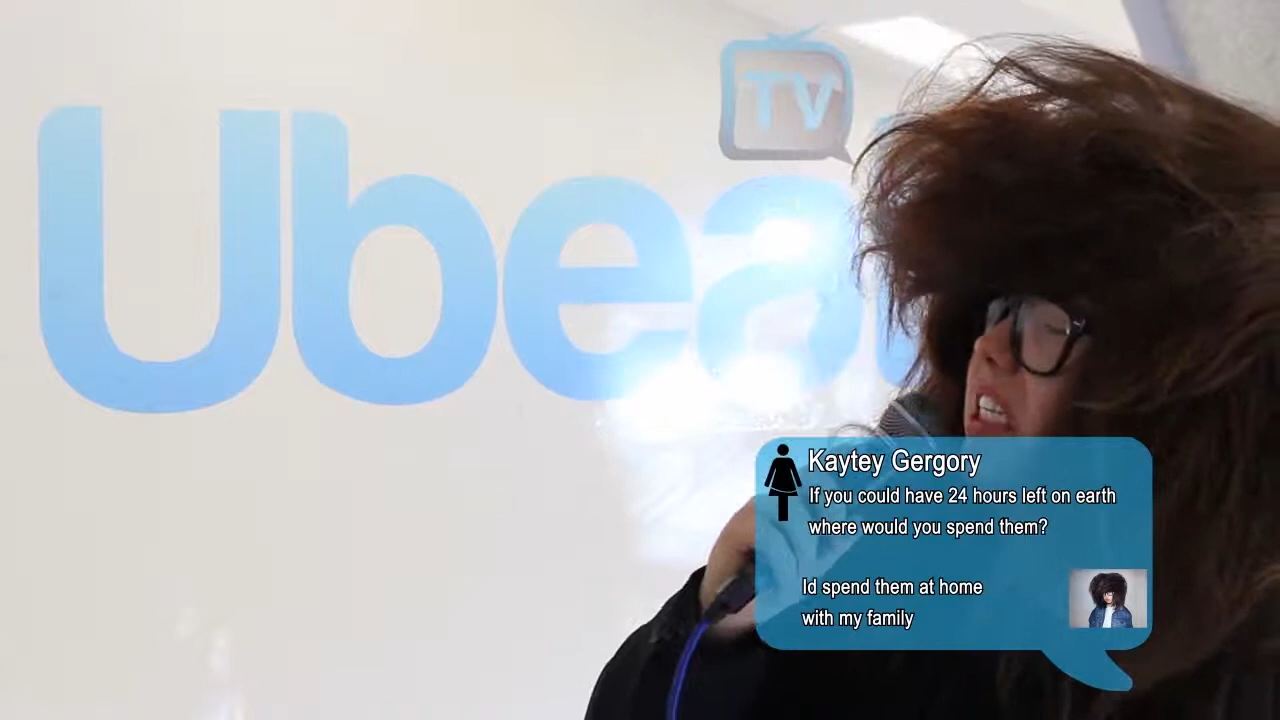 TV
Ubea
Kaytey Gergory
If you could have 24 hours left on earth
where would you spend them?
Id spend them at home
with my family